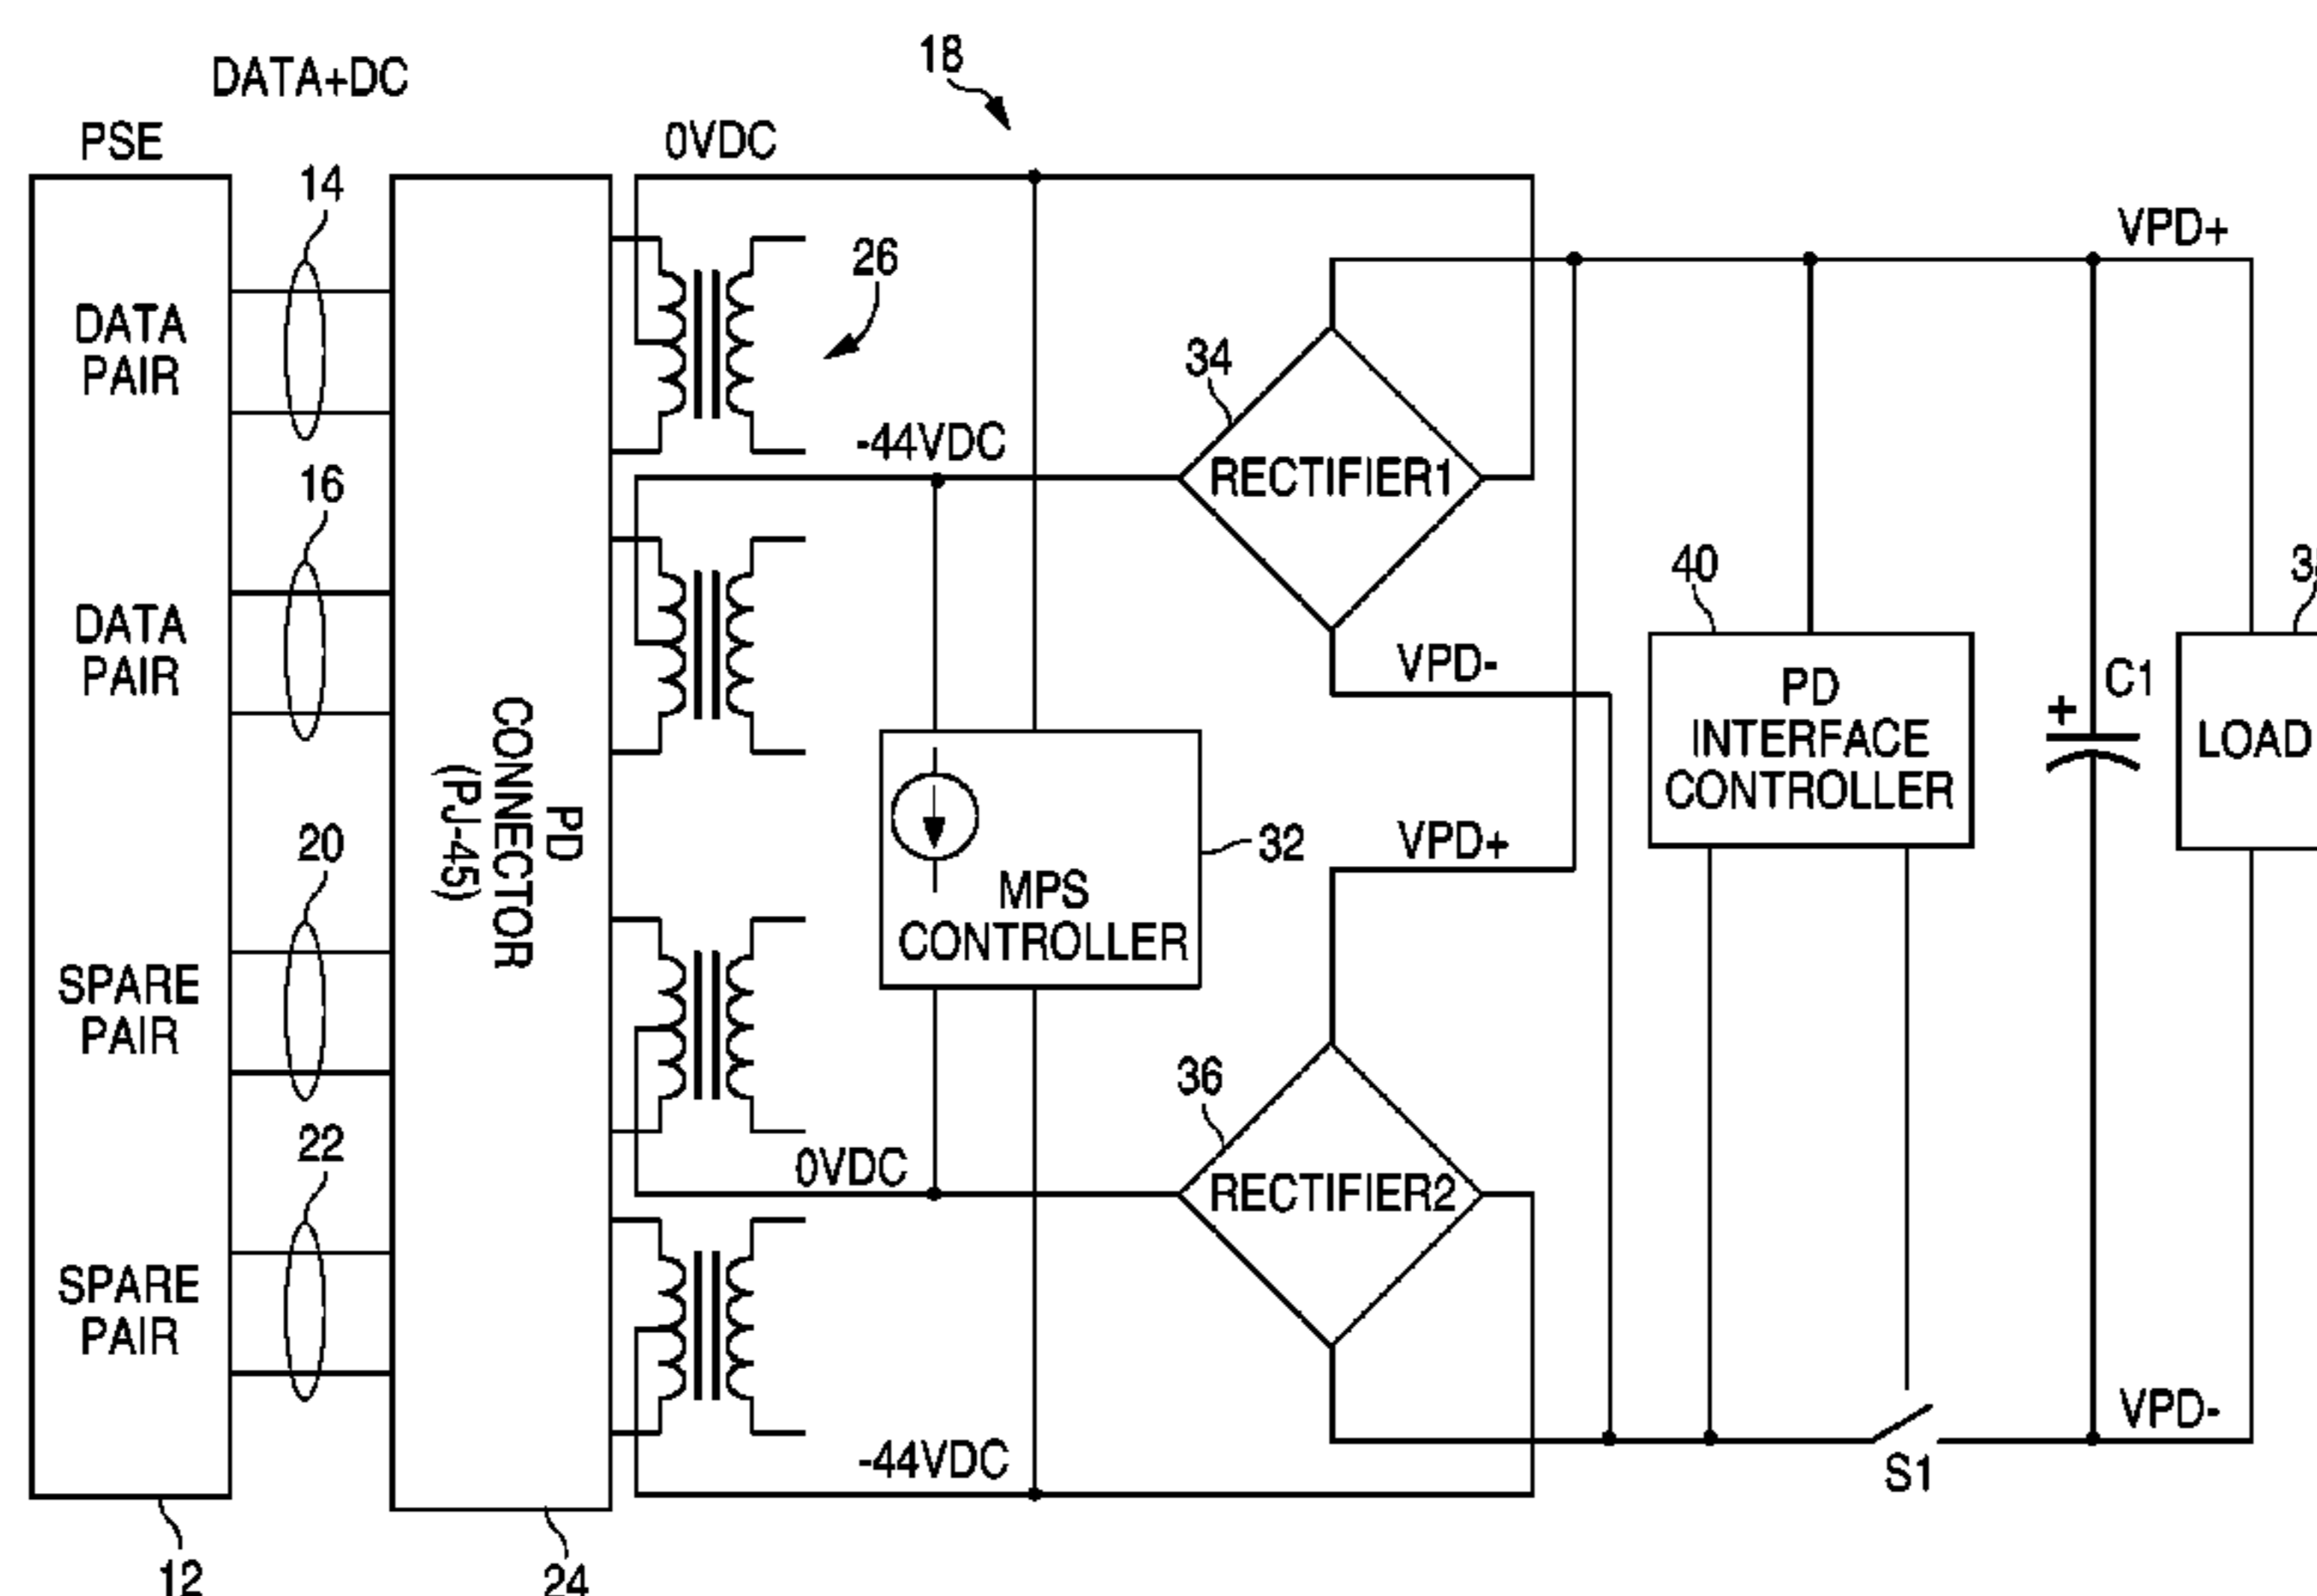 DATA+DC
18
PSE
0VDC
14
26
VPD+
DATA
PAIR
34
-44VDC
RECTIFIER1
16
40
DATA
PAIR
VPD-
PD
INTERFACE
CONTROLLER
C1
+
LOAD
PD
CONNECTOR
(PJ-45)
20
VPD+
32
MPS
CONTROLLER
SPARE
PAIR
36
22
0VDC
RECTIFIER2
SPARE
PAIR
VPD-
-44VDC
S1
12
24